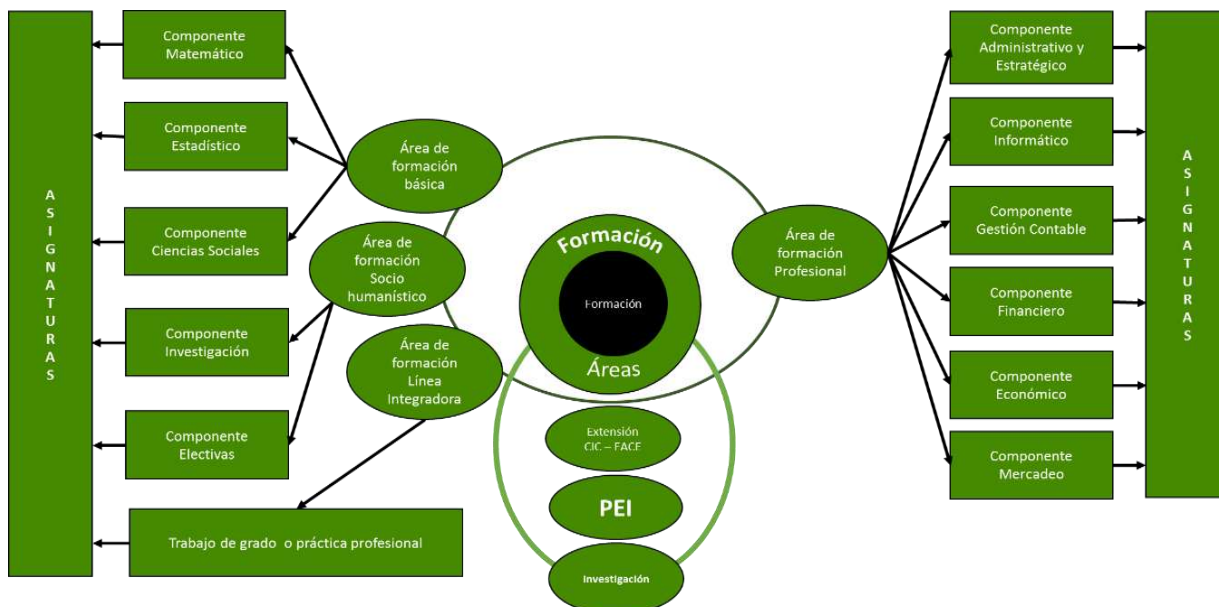 ASIGNATURAS
Componente
Matemático
Componente
Estadístico
Componente
Ciencias Sociales
Componente
Investigación
Componente
Electivas
Trabajo de grado o práctica profesional
Área de
formación
básica
Área de
formación
Socio
humanístico
Área de
formación
Línea
Integradora
Formación
Formación
Áreas
Extensión
CIC – FACE
PEI
Investigación
Área de
formación
Profesional
Componente
Administrativo y
Estratégico
Componente
Informático
Componente
Gestión Contable
Componente
Financiero
Componente
Económico
Componente
Mercadeo
ASIGNATURAS